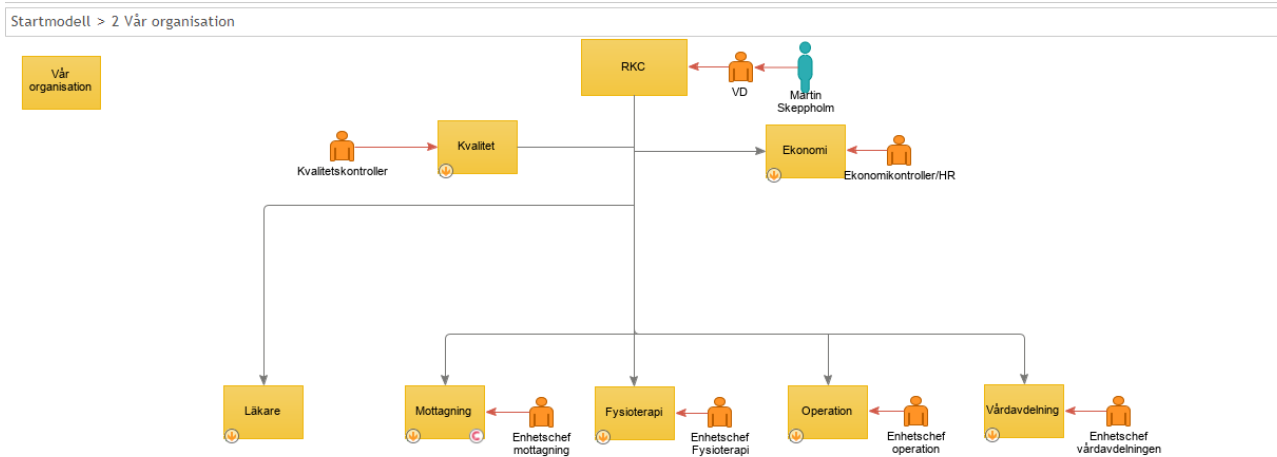 Startmodell > 2 Vår organisation
Vår
organisation
RKC
VD
Martin
Skeppholm
Kvalitetskontroller
Kvalitet
Ekonomi
Ekonomikontroller/HR
Läkare
Mottagning
C
Enhetschef
mottagning
Fysioterapi
Enhetschef
Fysioterapi
Operation
Enhetschef
operation
Vårdavdelning
Enhetschef
vårdavdelningen